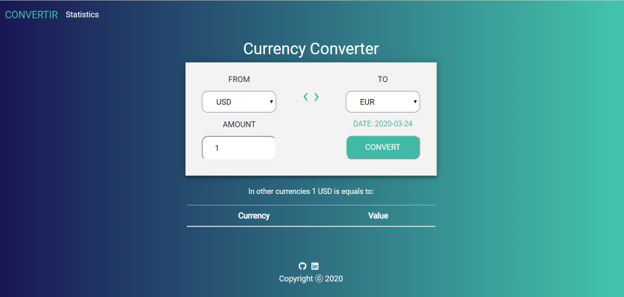 CONVERTIR Statistics
Currency Converter
FROM
TO
USD
EUR
AMOUNT
DATE: 2020-03-24
1
CONVERT
In other currencies 1 USD is equals to:
Currency Value
Copyright ⓒ 2020